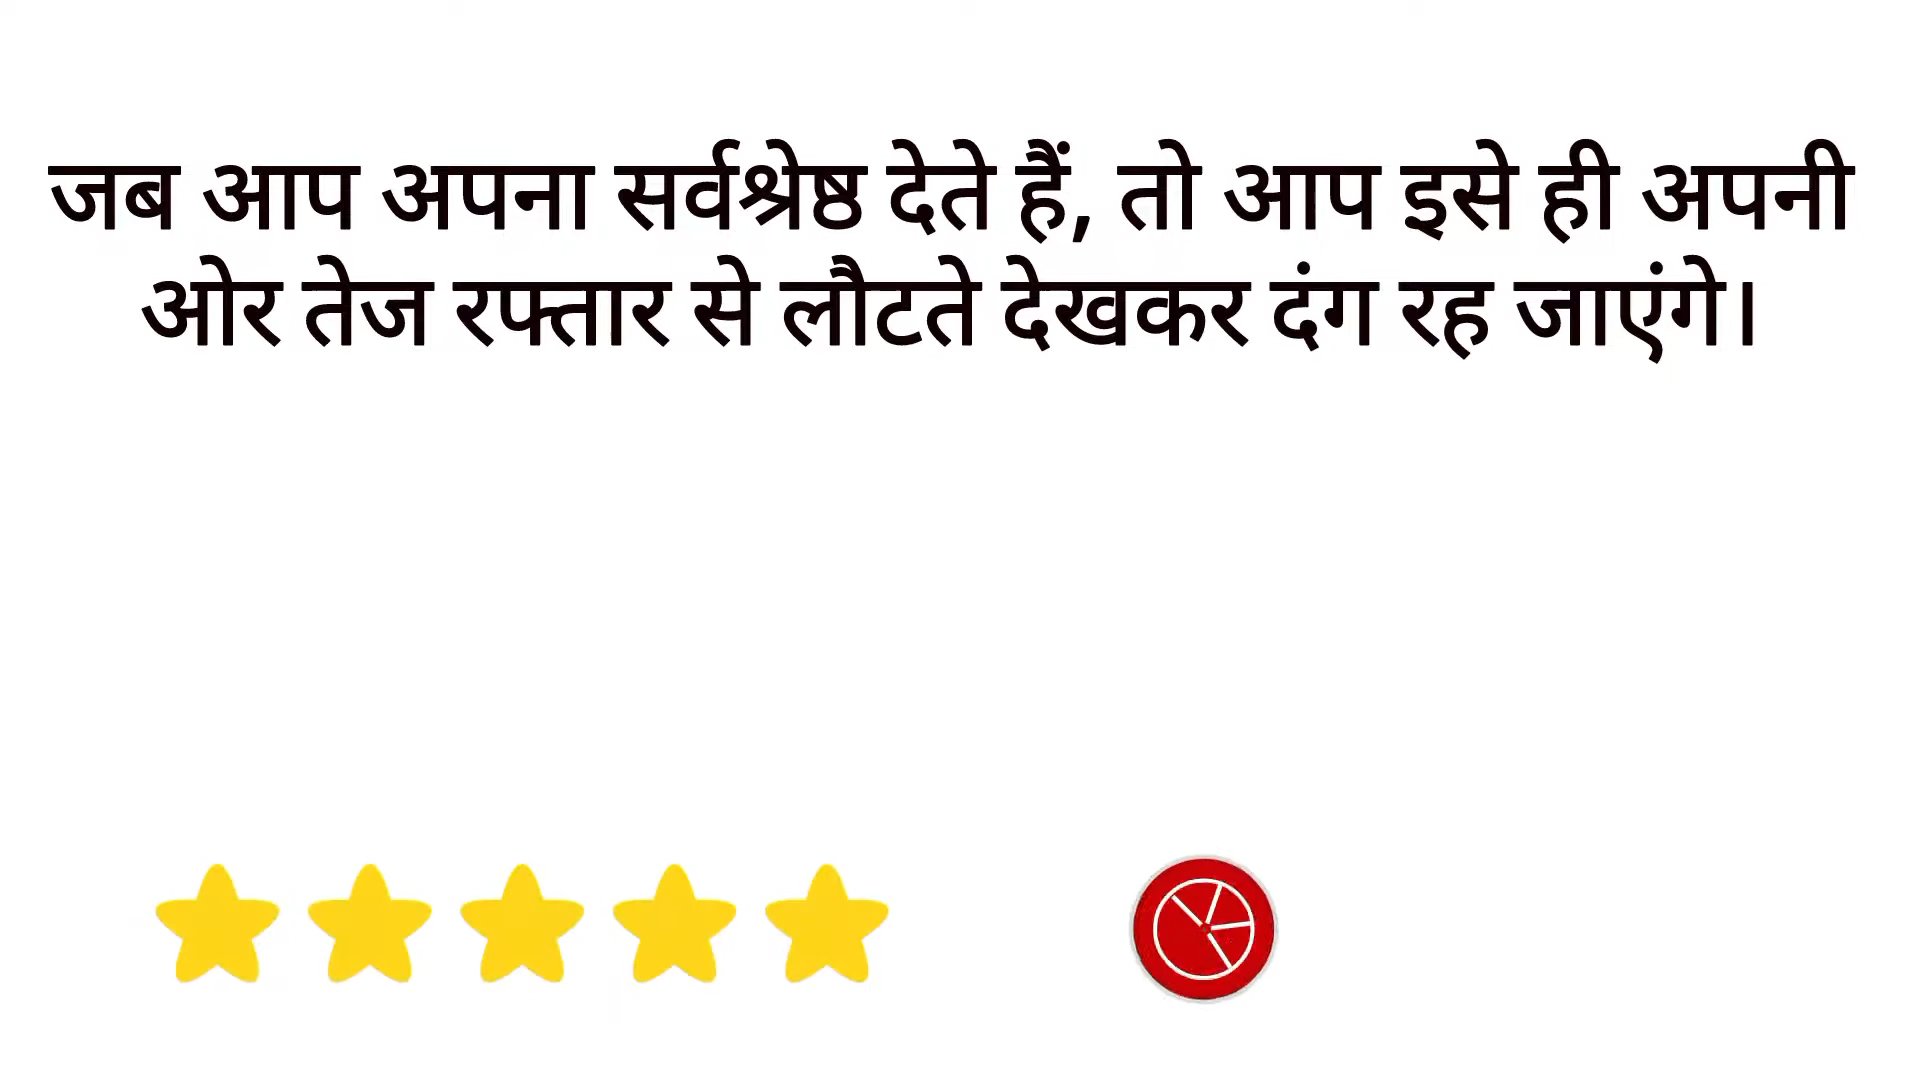 जब आप अपना सर्वश्रेष्ठ देते हैं, तो आप इसे ही अपनी
ओर तेज रफ्तार से लौटते देखकर दंग रह जाएंगे।